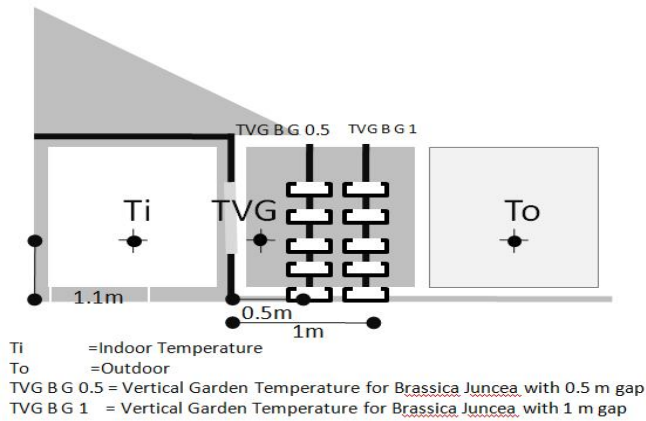 TVG B G 0.5 TVG B G 1
Ti TVG To
1.1m
0.5m
1m
Ti =Indoor Temperature
To =Outdoor
TVG B G 0.5 = Vertical Garden Temperature for Brassica Juncea with 0.5 m gap
TVG B G 1 = Vertical Garden Temperature for Brassica Juncea with 1 m gap